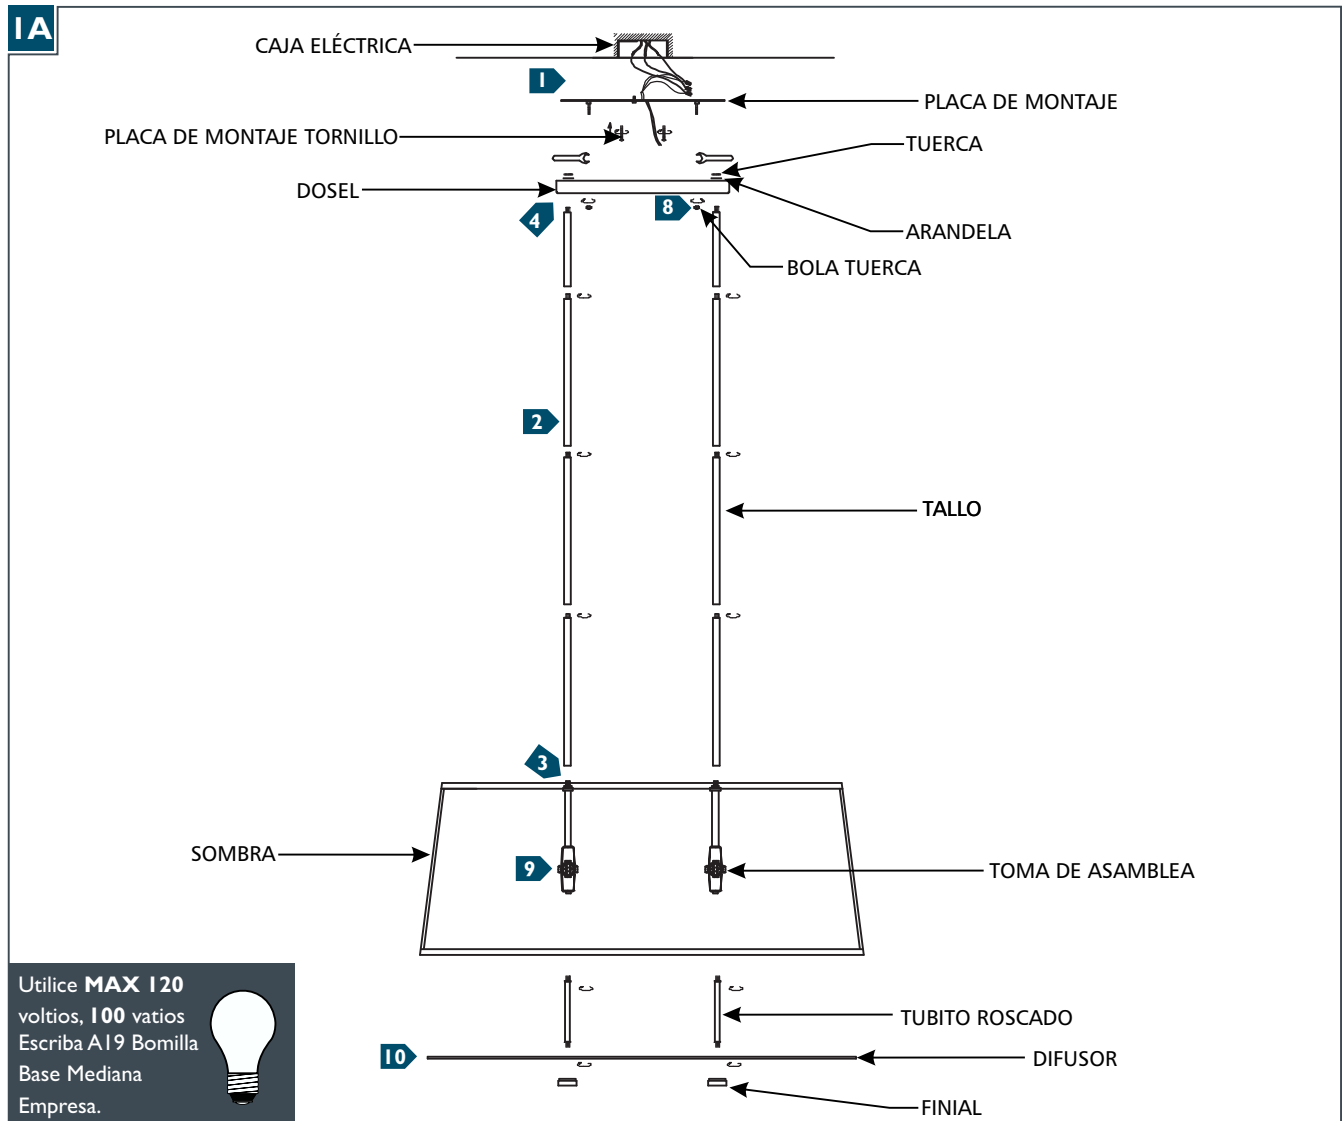 1A
CAJA ELÉCTRICA
1
PLACA DE MONTAJE
PLACA DE MONTAJE TORNILLO
TUERCA
DOSEL
4
8
ARANDELA
BOLA TUERCA
2
TALLO
3
SOMBRA
9
TOMA DE ASAMBLEA
Utilice MAX 120
voltios, 100 vatios
Escriba A19 Bomilla
Base Mediana
Empresa.
TUBITO ROSCADO
10
DIFUSOR
FINIAL